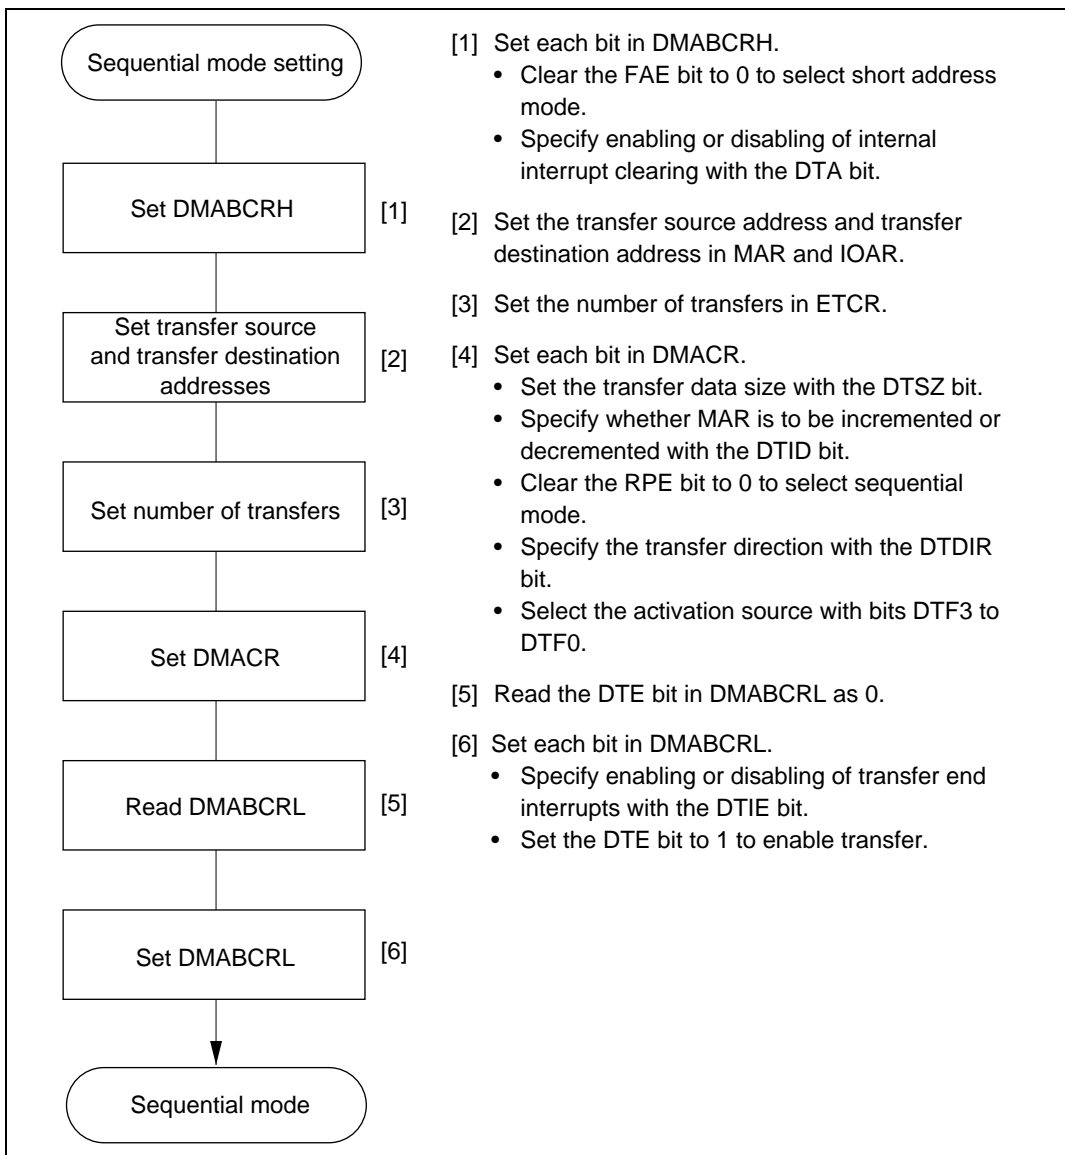 Sequential mode setting
Set DMABCRH
[1]
Set transfer source
and transfer destination
addresses
[2]
Set number of transfers
[3]
Set DMACR
[4]
Read DMABCRL
[5]
Set DMABCRL
[6]
Sequential mode
[1] Set each bit in DMABCRH.
• Clear the FAE bit to 0 to select short address
mode.
• Specify enabling or disabling of internal
interrupt clearing with the DTA bit.
[2] Set the transfer source address and transfer
destination address in MAR and IOAR.
[3] Set the number of transfers in ETCR.
[4] Set each bit in DMACR.
• Set the transfer data size with the DTSZ bit.
• Specify whether MAR is to be incremented or
decremented with the DTID bit.
• Clear the RPE bit to 0 to select sequential
mode.
• Specify the transfer direction with the DTDIR
bit.
• Select the activation source with bits DTF3 to
DTF0.
[5] Read the DTE bit in DMABCRL as 0.
[6] Set each bit in DMABCRL.
• Specify enabling or disabling of transfer end
interrupts with the DTIE bit.
• Set the DTE bit to 1 to enable transfer.